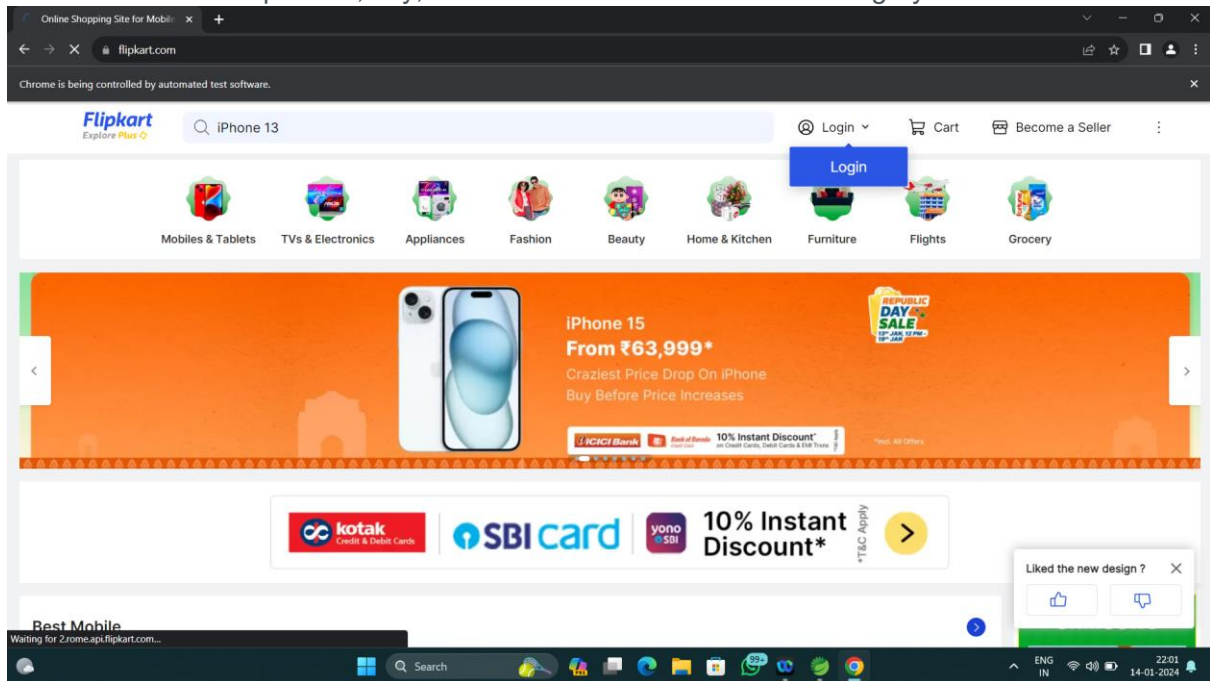 Online Shopping Site for Mobile
flipkart.com
Chrome is being controlled by automated test software.
Flipkart
Explore Plus
iPhone 13
Login
Cart
Become a Seller
Login
Mobiles & Tablets
TVs & Electronics
Appliances
Fashion
Beauty
Home & Kitchen
Furniture
Flights
Grocery
REPUBLIC
DAY
SALE
iPhone 15
From ₹63,999*
Craziest Price Drop On iPhone
Buy Before Price Increases
ICICI Bank
10% Instant Discount*
*Incl. All Offers
kotak
Credit & Debit Cards
SBI card
yono
SBI
10% Instant
Discount*
*T&C Apply
Liked the new design ?
Best Mobile
Waiting for 2.rome.api.flipkart.com...
Search
99+
ENG
IN
22:01
14-01-2024